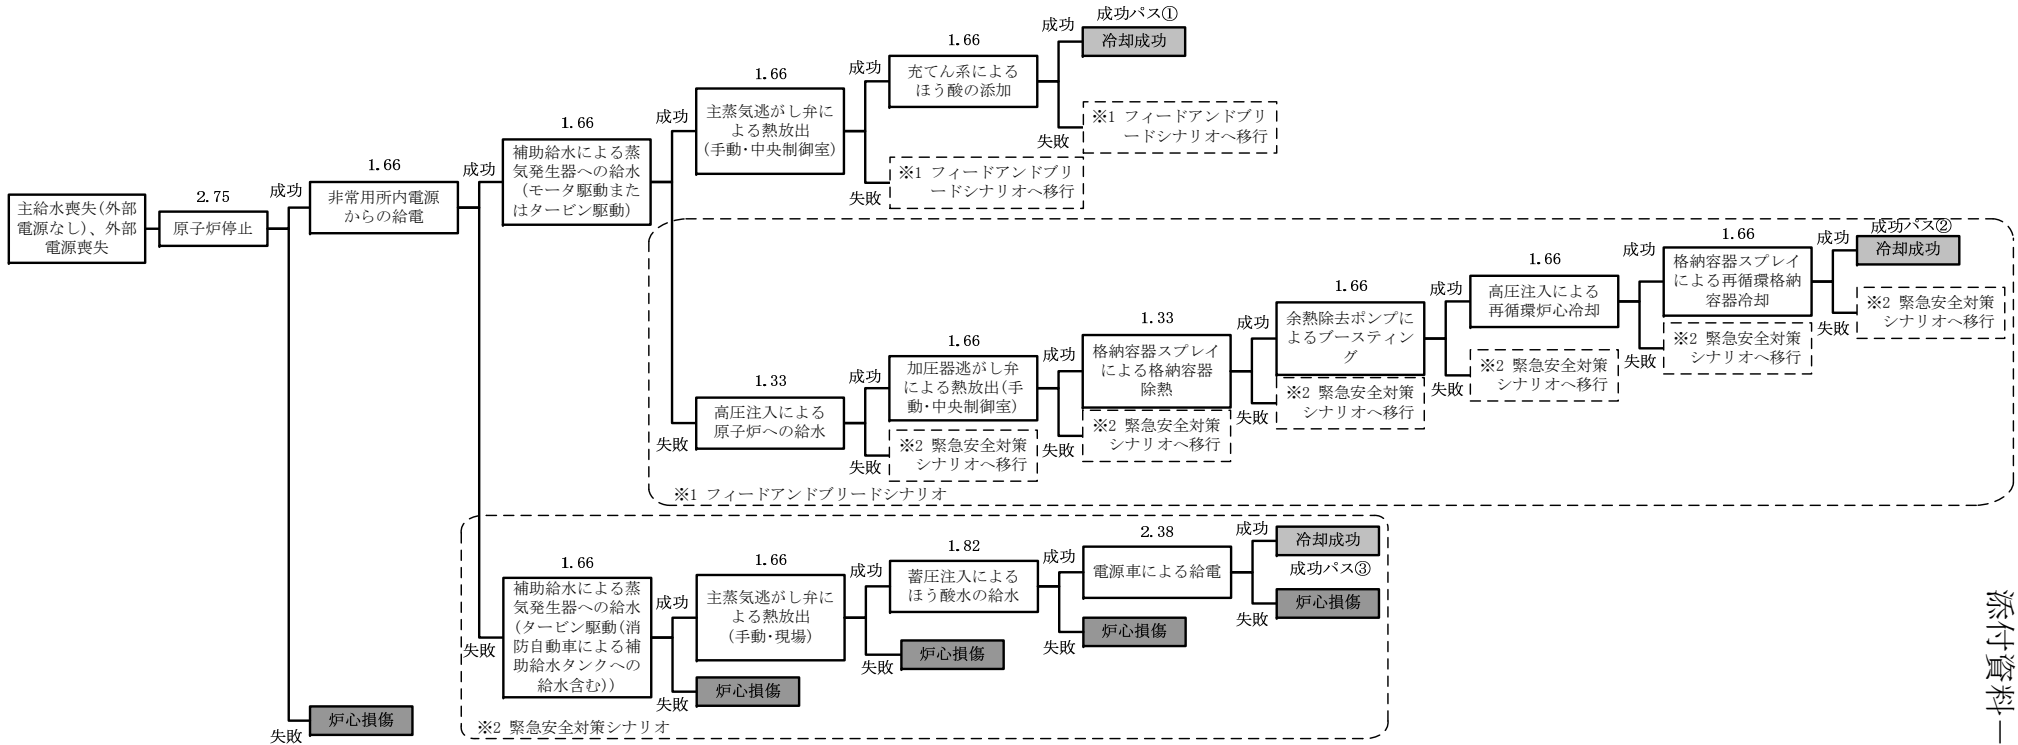 主給水喪失(外部
電源なし)、外部
電源喪失
2.75
原子炉停止
成功
失敗
炉心損傷
1.66
非常用所内電源
からの給電
成功
失敗
1.66
補助給水による蒸
気発生器への給水
(モータ駆動また
はタービン駆動)
成功
失敗
1.66
主蒸気逃がし弁に
よる熱放出
(手動･中央制御室)
成功
失敗
※1 フィードアンドブリ
ードシナリオへ移行
1.66
充てん系による
ほう酸の添加
成功
失敗
成功パス①
冷却成功
※1 フィードアンドブリ
ードシナリオへ移行
1.33
高圧注入による
原子炉への給水
成功
失敗
※2 緊急安全対策
シナリオへ移行
1.66
加圧器逃がし弁
による熱放出(手
動･中央制御室)
成功
失敗
※2 緊急安全対策
シナリオへ移行
1.33
格納容器スプレイ
による格納容器
除熱
成功
失敗
※2 緊急安全対策
シナリオへ移行
1.66
余熱除去ポンプに
よるブースティン
グ
成功
失敗
※2 緊急安全対策
シナリオへ移行
1.66
高圧注入による
再循環炉心冷却
成功
失敗
※2 緊急安全対策
シナリオへ移行
1.66
格納容器スプレイ
による再循環格納
容器冷却
成功
失敗
成功パス②
冷却成功
※2 緊急安全対策
シナリオへ移行
※1 フィードアンドブリードシナリオ
1.66
補助給水による蒸
気発生器への給水
(タービン駆動(消
防自動車による補
助給水タンクへの
給水含む))
成功
失敗
炉心損傷
1.66
主蒸気逃がし弁に
よる熱放出
(手動･現場)
成功
失敗
炉心損傷
1.82
蓄圧注入による
ほう酸水の給水
成功
失敗
炉心損傷
2.38
電源車による給電
成功
失敗
冷却成功
成功パス③
炉心損傷
※2 緊急安全対策シナリオ
添付資料－